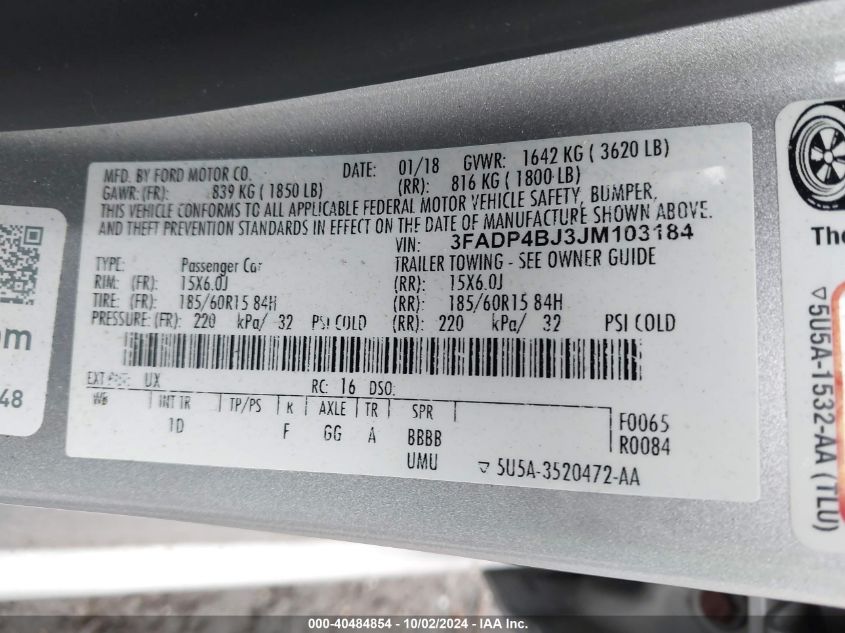 MFD. BY FORD MOTOR CO. DATE: 01/18 GVWR: 1642 KG ( 3620 LB)
GAWR: (FR): 839 KG ( 1850 LB) (RR): 816 KG ( 1800 LB)
THIS VEHICLE CONFORMS TO ALL APPLICABLE FEDERAL MOTOR VEHICLE SAFETY, BUMPER,
AND THEFT PREVENTION STANDARDS IN EFFECT ON THE DATE OF MANUFACTURE SHOWN ABOVE.
VIN: 3FADP4BJ3JM103184
TYPE: Passenger Car TRAILER TOWING - SEE OWNER GUIDE
RIM: (FR): 15X6.0J (RR): 15X6.0J
TIRE: (FR): 185/60R15 84H (RR): 185/60R15 84H
PRESSURE: (FR): 220 kPa/ 32 PSI COLD (RR): 220 kPa/ 32 PSI COLD
EXT PNT: UX RC: 16 DSO:
WB INT TR TP/PS R AXLE TR SPR F0065
1D F GG A BBBB R0084
UMU ▽ 5U5A-3520472-AA
om
48
The
▽ 5U5A-1532-AA (TLU)
000-40484854 - 10/02/2024 - IAA Inc.